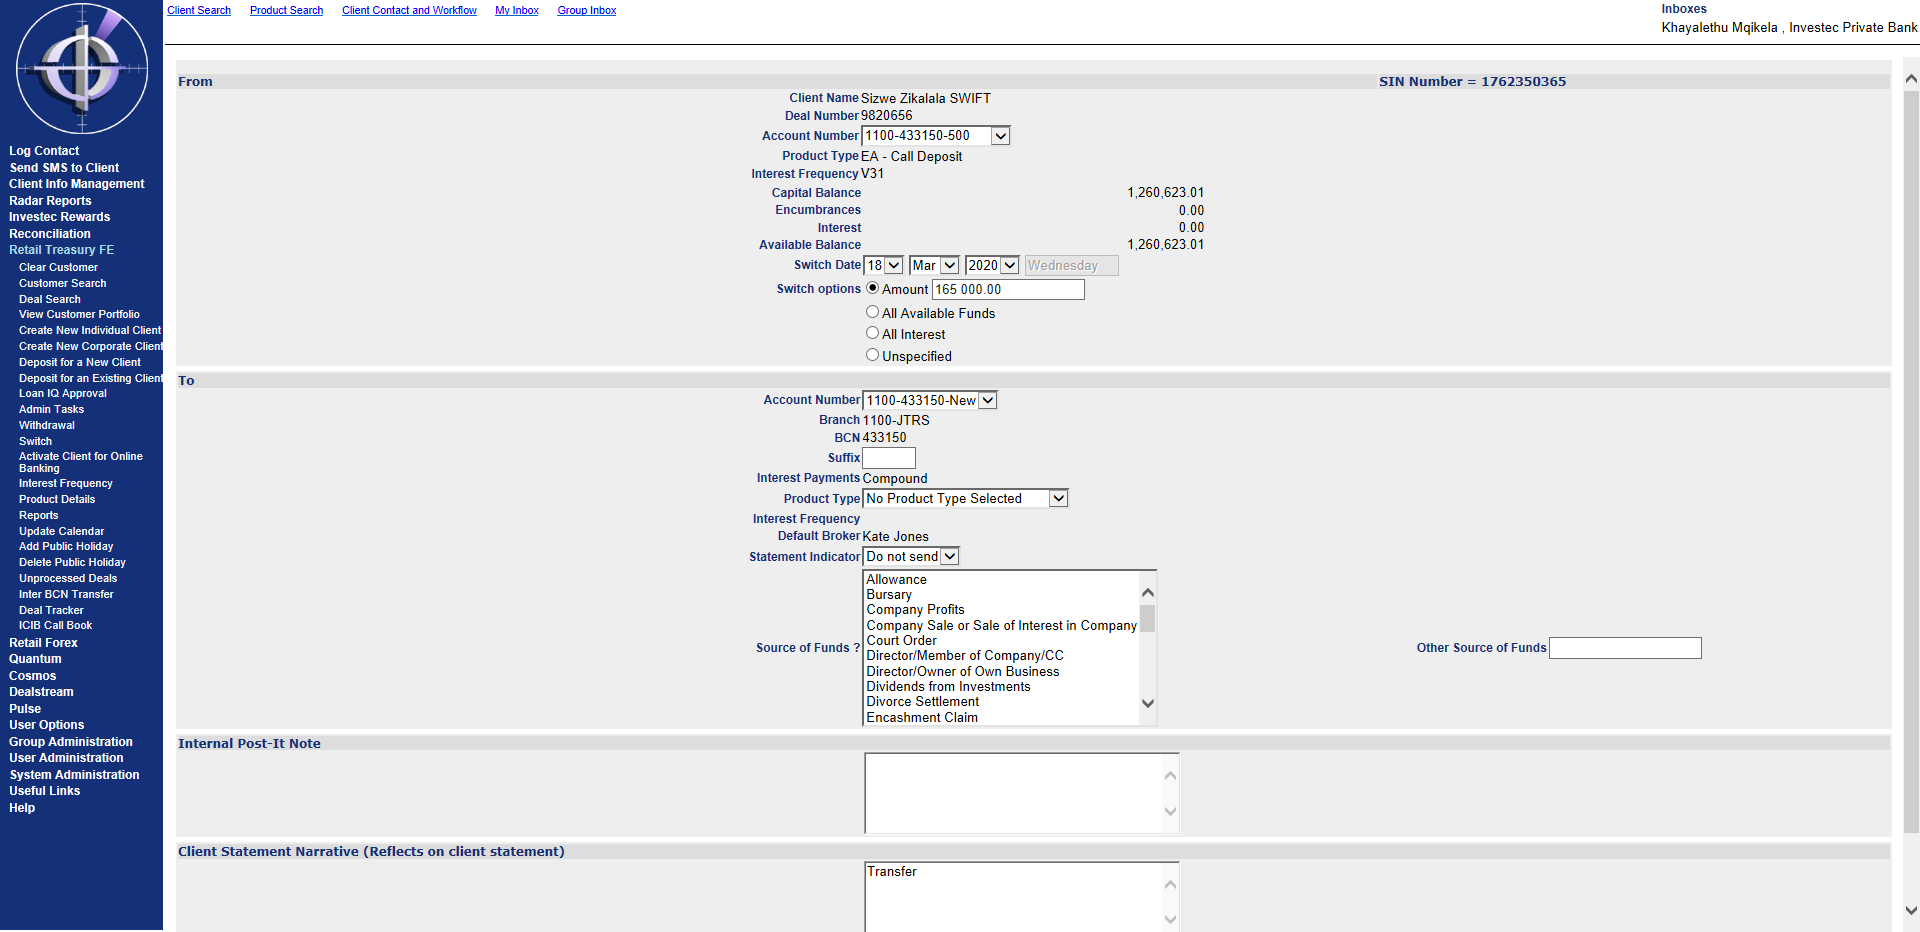 Client Search Product Search Client Contact and Workflow My Inbox Group Inbox
Inboxes
Khayalethu Mqikela , Investec Private Bank
Log Contact
Send SMS to Client
Client Info Management
Radar Reports
Investec Rewards
Reconciliation
Retail Treasury FE
Clear Customer
Customer Search
Deal Search
View Customer Portfolio
Create New Individual Client
Create New Corporate Client
Deposit for a New Client
Deposit for an Existing Client
Loan IQ Approval
Admin Tasks
Withdrawal
Switch
Activate Client for Online
Banking
Interest Frequency
Product Details
Reports
Update Calendar
Add Public Holiday
Delete Public Holiday
Unprocessed Deals
Inter BCN Transfer
Deal Tracker
ICIB Call Book
Retail Forex
Quantum
Cosmos
Dealstream
Pulse
User Options
Group Administration
User Administration
System Administration
Useful Links
Help
From SIN Number = 1762350365
Client Name Sizwe Zikalala SWIFT
Deal Number 9820656
Account Number 1100-433150-500
Product Type EA - Call Deposit
Interest Frequency V31
Capital Balance 1,260,623.01
Encumbrances 0.00
Interest 0.00
Available Balance 1,260,623.01
Switch Date 18 Mar 2020 Wednesday
Switch options Amount 165 000.00
All Available Funds
All Interest
Unspecified
To
Account Number 1100-433150-New
Branch 1100-JTRS
BCN 433150
Suffix
Interest Payments Compound
Product Type No Product Type Selected
Interest Frequency
Default Broker Kate Jones
Statement Indicator Do not send
Source of Funds ?
Allowance
Bursary
Company Profits
Company Sale or Sale of Interest in Company
Court Order
Director/Member of Company/CC
Director/Owner of Own Business
Dividends from Investments
Divorce Settlement
Encashment Claim
Other Source of Funds
Internal Post-It Note
Client Statement Narrative (Reflects on client statement)
Transfer